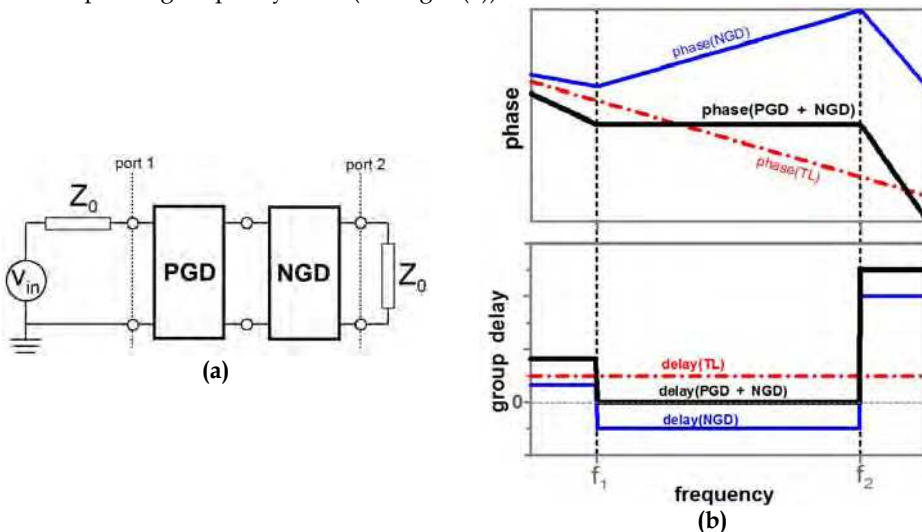 phase(NGD)
phase(PGD + NGD)
phase(TL)
phase
port 1
port 2
Z0
PGD
NGD
Vin
Z0
(a)
delay(TL)
delay(PGD + NGD)
delay(NGD)
group delay
0
f1
f2
frequency
(b)